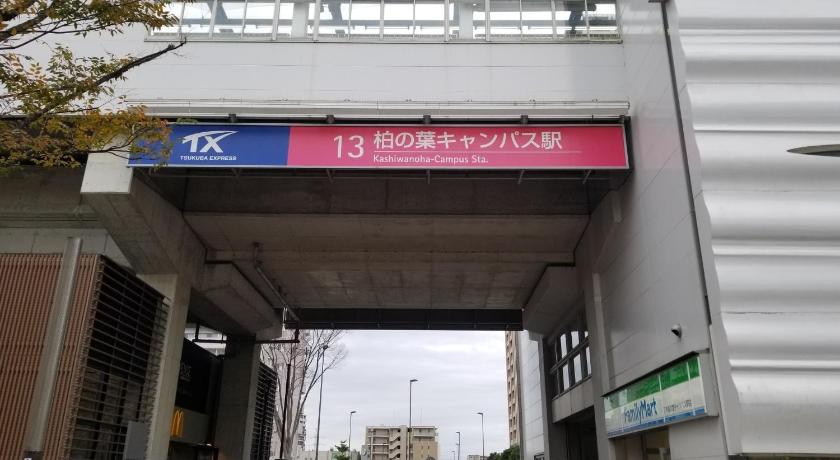 TX
TSUKUBA EXPRESS
13 柏の葉キャンパス駅
Kashiwanoha-Campus Sta.
FamilyMart